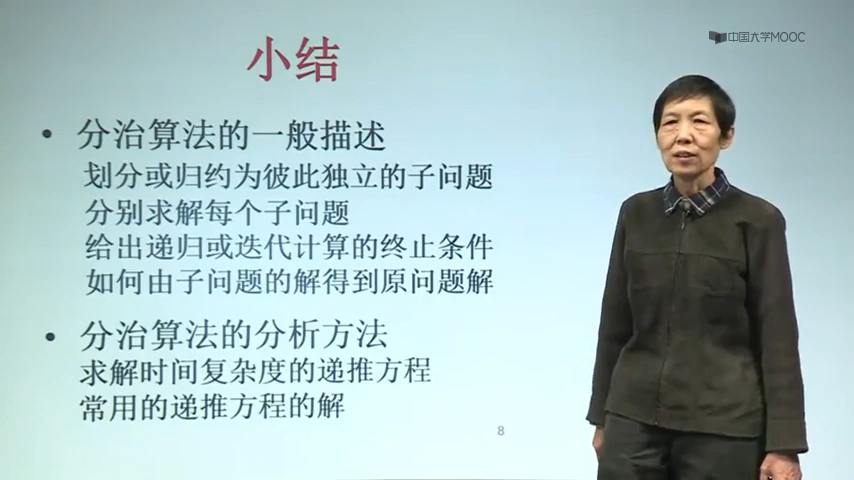 中国大学MOOC
小结
• 分治算法的一般描述
划分或归约为彼此独立的子问题
分别求解每个子问题
给出递归或迭代计算的终止条件
如何由子问题的解得到原问题解
• 分治算法的分析方法
求解时间复杂度的递推方程
常用的递推方程的解
8